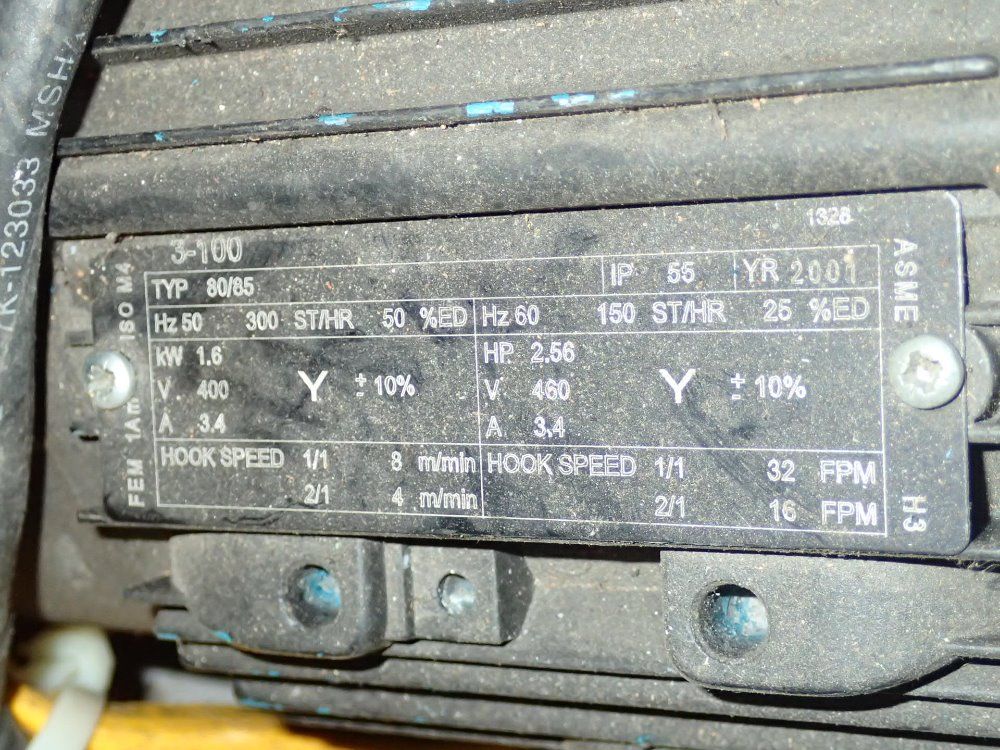 7K-123033 MSHA
1328
3-100
TYP 80/85 IP 55 YR 2001
Hz 50 300 ST/HR 50 %ED Hz 60 150 ST/HR 25 %ED
kW 1.6 HP 2.56
V 400 Y ± 10% V 460 Y ± 10%
A 3.4 A 3.4
HOOK SPEED 1/1 8 m/min HOOK SPEED 1/1 32 FPM
2/1 4 m/min 2/1 16 FPM
FEM 1Am ISO M4
ASME H3